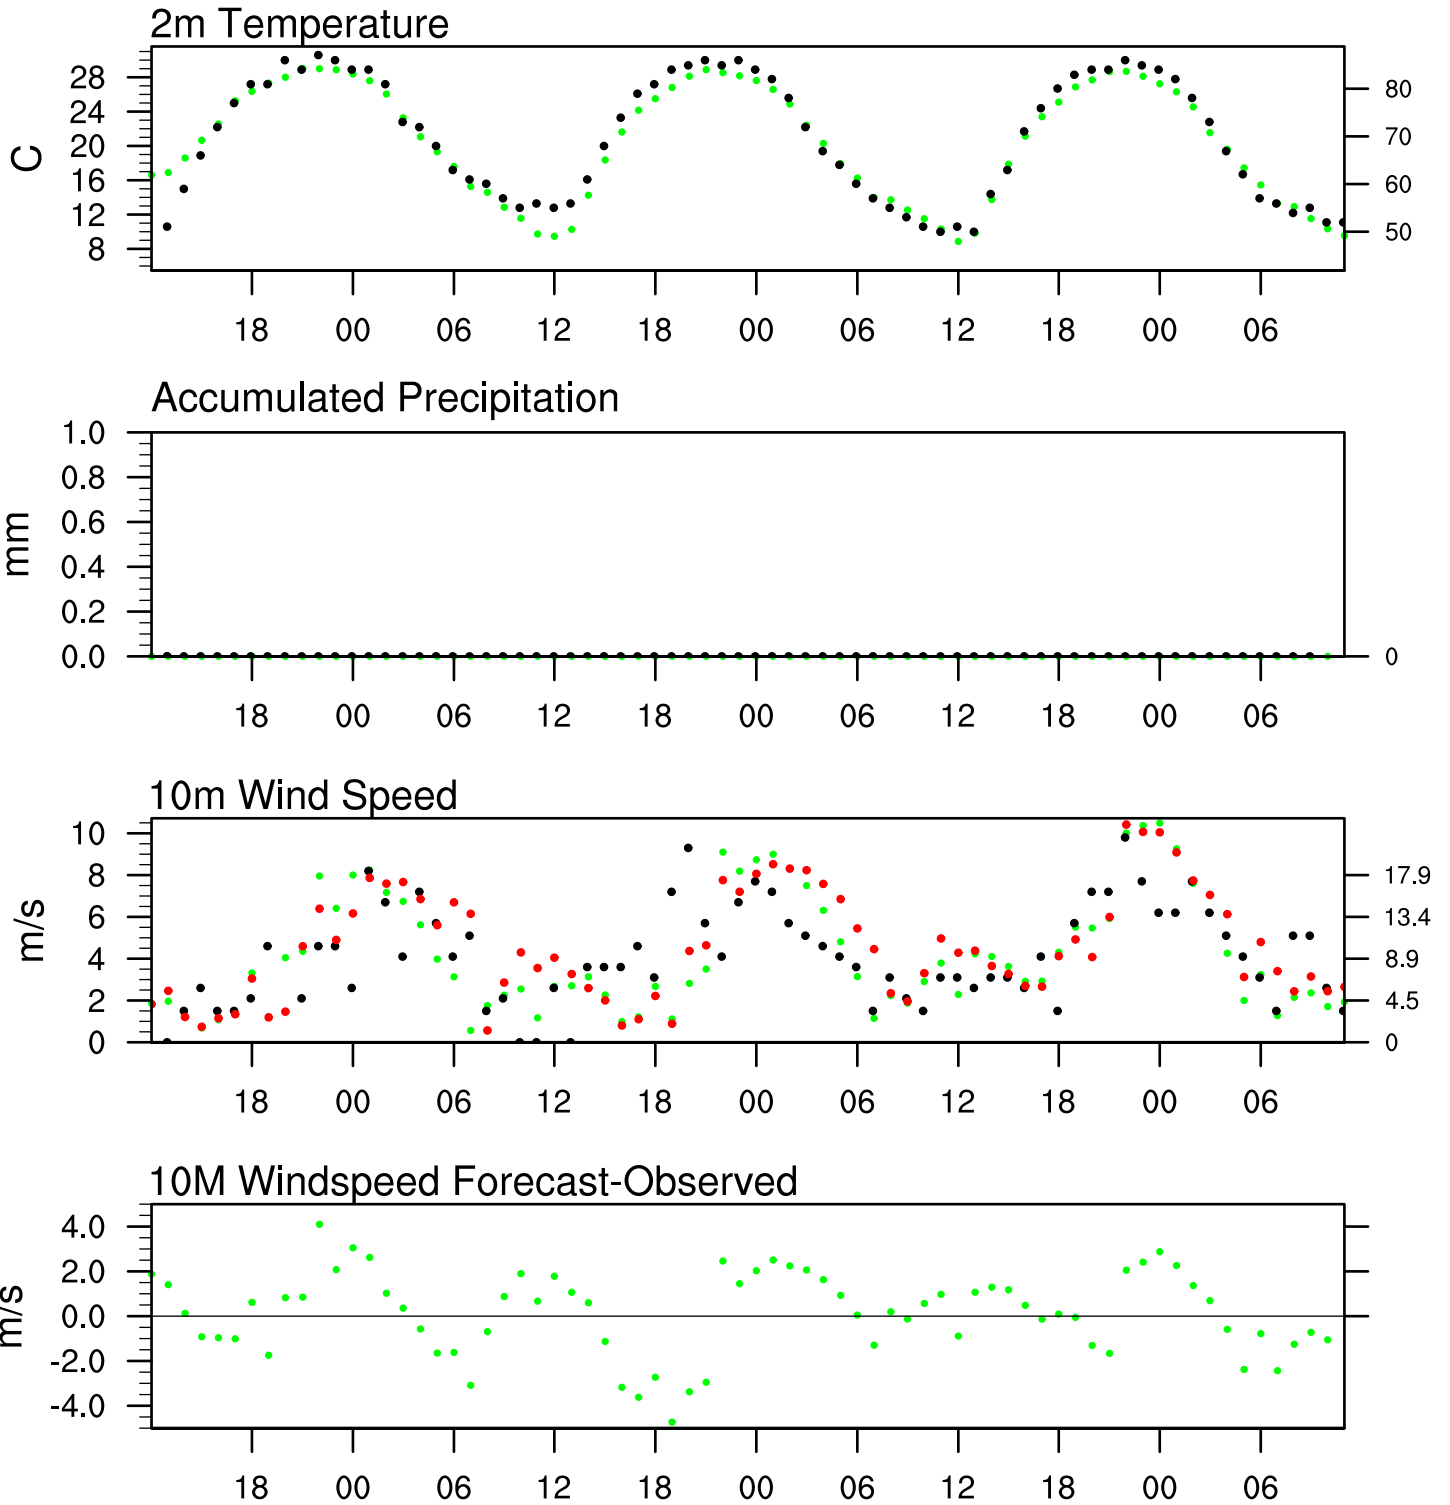 2m Temperature
C
28
24
20
16
12
8
80
70
60
50
18 00 06 12 18 00 06 12 18 00 06
Accumulated Precipitation
mm
1.0
0.8
0.6
0.4
0.2
0.0
0
18 00 06 12 18 00 06 12 18 00 06
10m Wind Speed
m/s
10
8
6
4
2
0
17.9
13.4
8.9
4.5
0
18 00 06 12 18 00 06 12 18 00 06
10M Windspeed Forecast-Observed
m/s
4.0
2.0
0.0
-2.0
-4.0
18 00 06 12 18 00 06 12 18 00 06